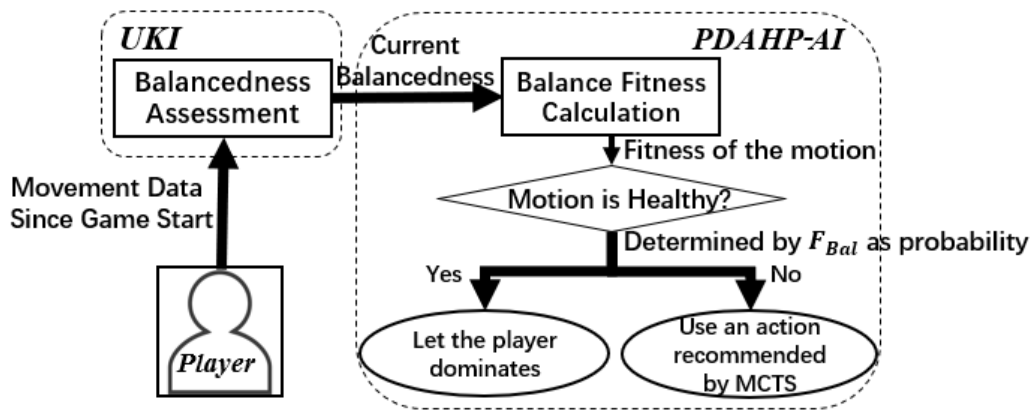 UKI
Balancedness
Assessment
Current
Balancedness
PDAHP-AI
Balance Fitness
Calculation
Fitness of the motion
Motion is Healthy?
Determined by F_Bal as probability
Yes
No
Let the player
dominates
Use an action
recommended
by MCTS
Movement Data
Since Game Start
Player